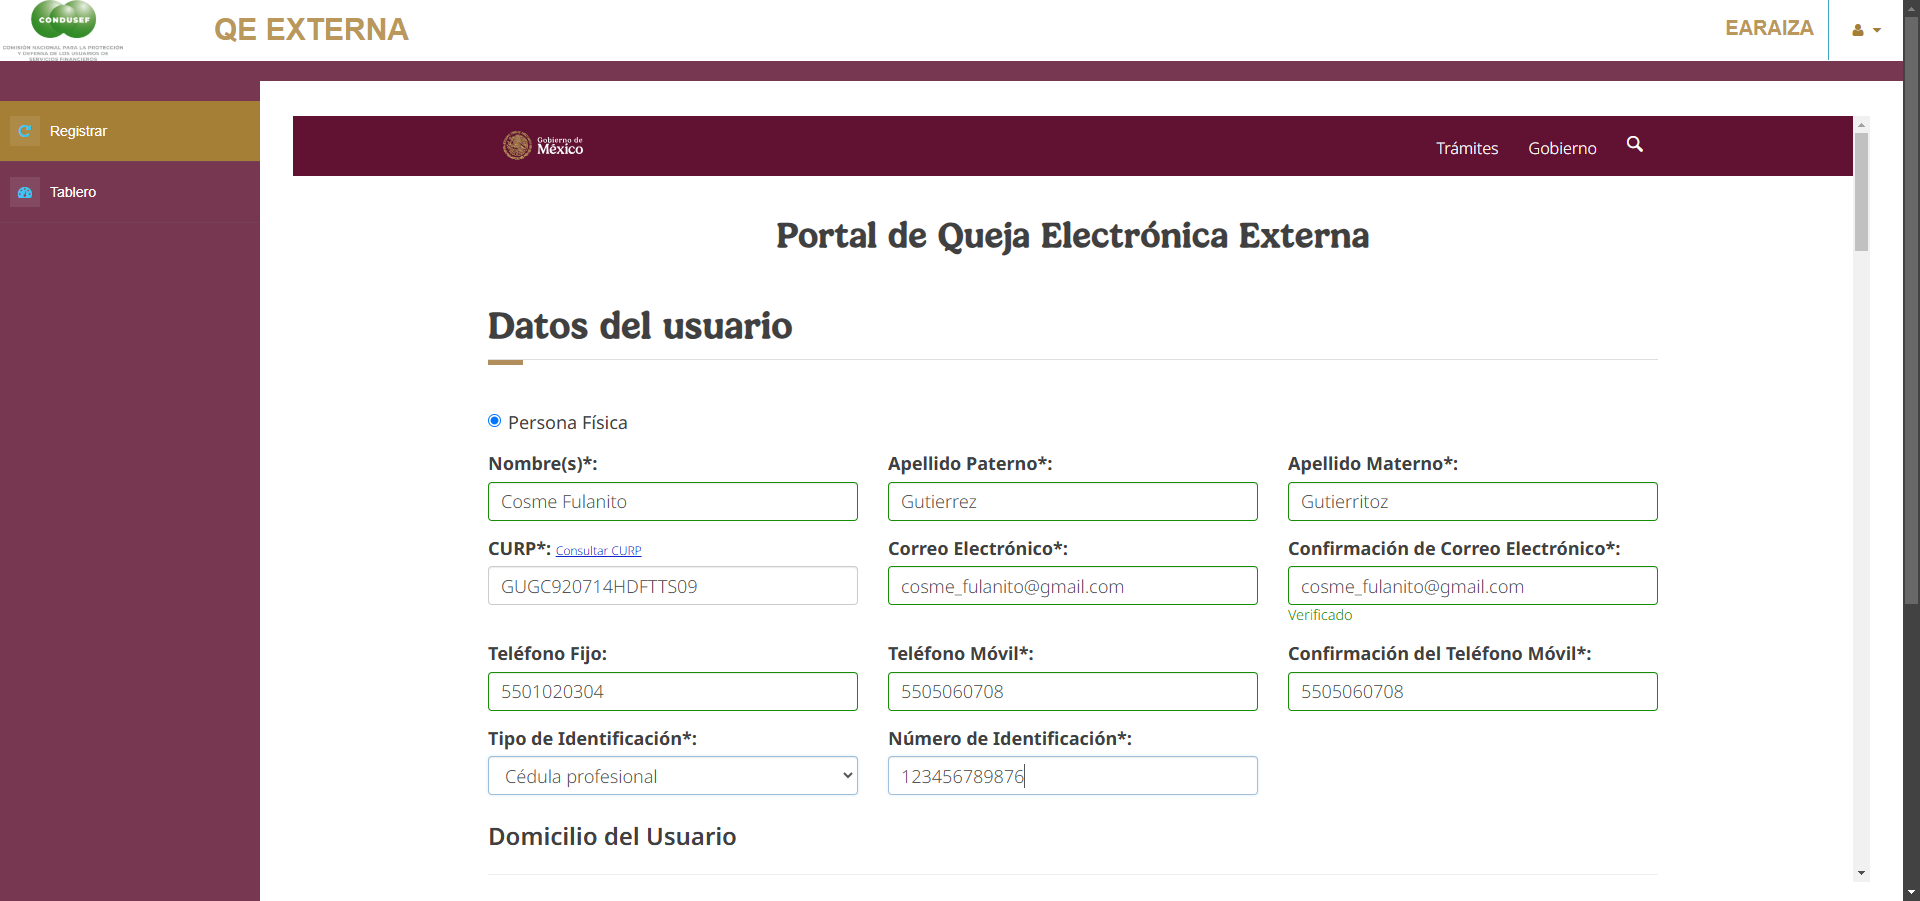 CONDUSEF
COMISIÓN NACIONAL PARA LA PROTECCIÓN
Y DEFENSA DE LOS USUARIOS DE
SERVICIOS FINANCIEROS
QE EXTERNA
EARAIZA
Registrar
Tablero
Gobierno de
México
Trámites
Gobierno
Portal de Queja Electrónica Externa
Datos del usuario
Persona Física
Nombre(s)*:
Apellido Paterno*:
Apellido Materno*:
Cosme Fulanito
Gutierrez
Gutierritoz
CURP*: Consultar CURP
Correo Electrónico*:
Confirmación de Correo Electrónico*:
GUGC920714HDFTTS09
cosme_fulanito@gmail.com
cosme_fulanito@gmail.com
Verificado
Teléfono Fijo:
Teléfono Móvil*:
Confirmación del Teléfono Móvil*:
5501020304
5505060708
5505060708
Tipo de Identificación*:
Número de Identificación*:
Cédula profesional
123456789876
Domicilio del Usuario